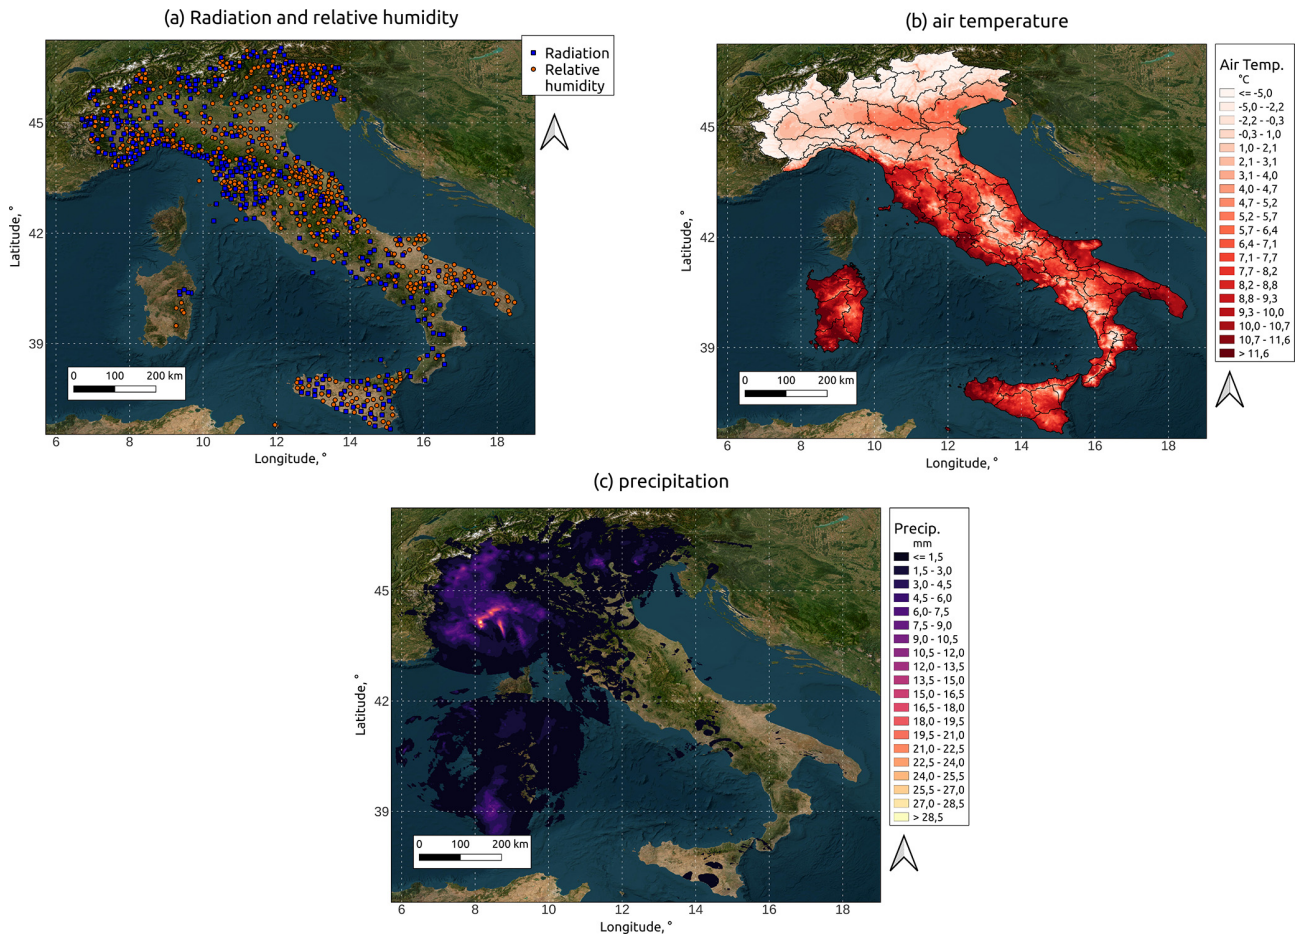 (a) Radiation and relative humidity
Radiation
Relative
humidity
45
42
39
Latitude, °
0 100 200 km
6 8 10 12 14 16 18
Longitude, °
(b) air temperature
Air Temp.
°C
<= -5,0
-5,0 - -2,2
-2,2 - -0,3
-0,3 - 1,0
1,0 - 2,1
2,1 - 3,1
3,1 - 4,0
4,0 - 4,7
4,7 - 5,2
5,2 - 5,7
5,7 - 6,4
6,4 - 7,1
7,1 - 7,7
7,7 - 8,2
8,2 - 8,8
8,8 - 9,3
9,3 - 10,0
10,0 - 10,7
10,7 - 11,6
> 11,6
45
42
39
Latitude, °
0 100 200 km
6 8 10 12 14 16 18
Longitude, °
(c) precipitation
Precip.
mm
<= 1,5
1,5 - 3,0
3,0 - 4,5
4,5 - 6,0
6,0- 7,5
7,5 - 9,0
9,0 - 10,5
10,5 - 12,0
12,0 - 13,5
13,5 - 15,0
15,0 - 16,5
16,5 - 18,0
18,0 - 19,5
19,5 - 21,0
21,0 - 22,5
22,5 - 24,0
24,0 - 25,5
25,5 - 27,0
27,0 - 28,5
> 28,5
45
42
39
Latitude, °
0 100 200 km
6 8 10 12 14 16 18
Longitude, °